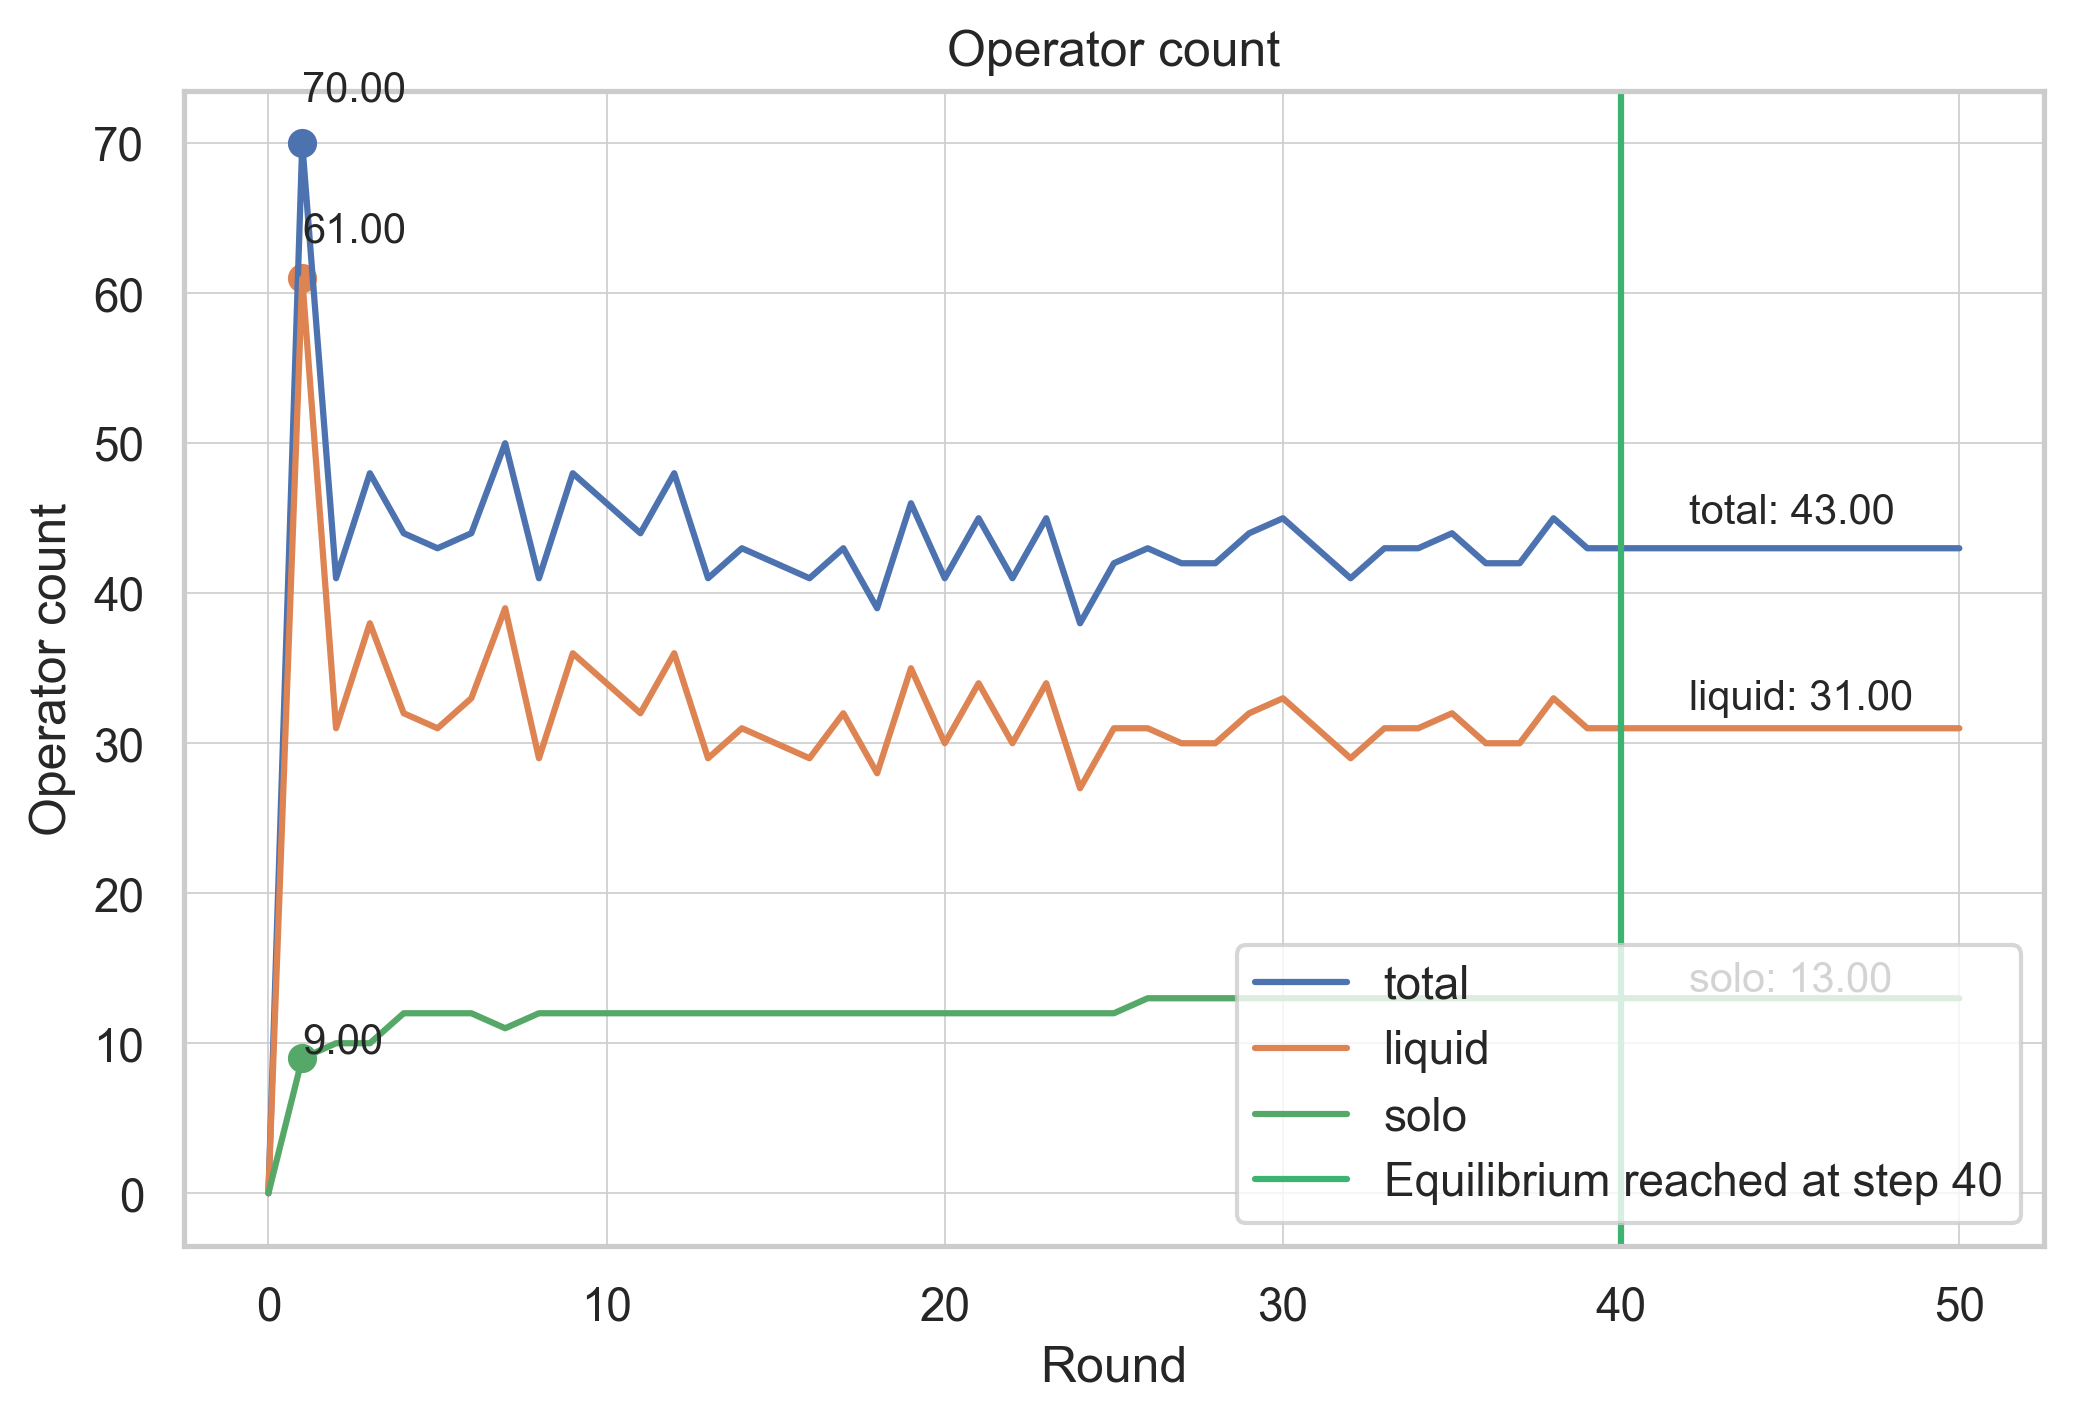 Operator count
70.00
61.00
9.00
total: 43.00
liquid: 31.00
solo: 13.00
Operator count
70
60
50
40
30
20
10
0
total
liquid
solo
Equilibrium reached at step 40
0 10 20 30 40 50
Round